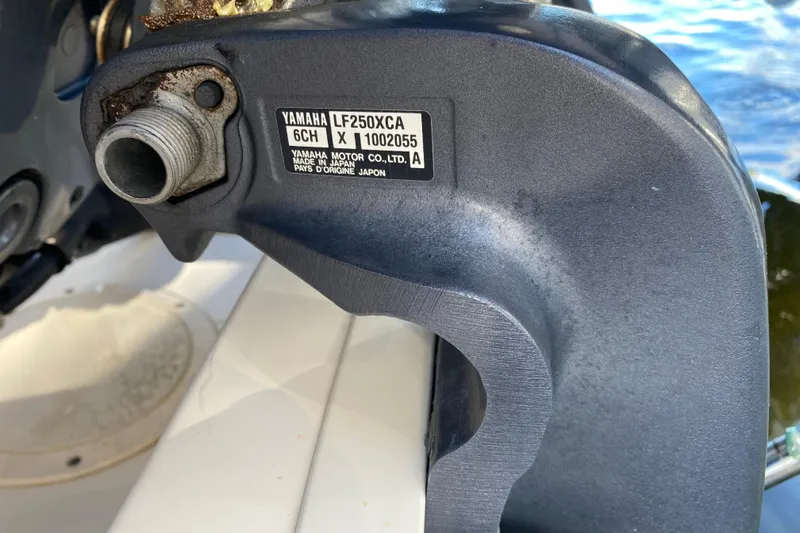 YAMAHA LF250XCA
6CH X 1002055
YAMAHA MOTOR CO.,LTD. A
MADE IN JAPAN
PAYS D'ORIGINE JAPON